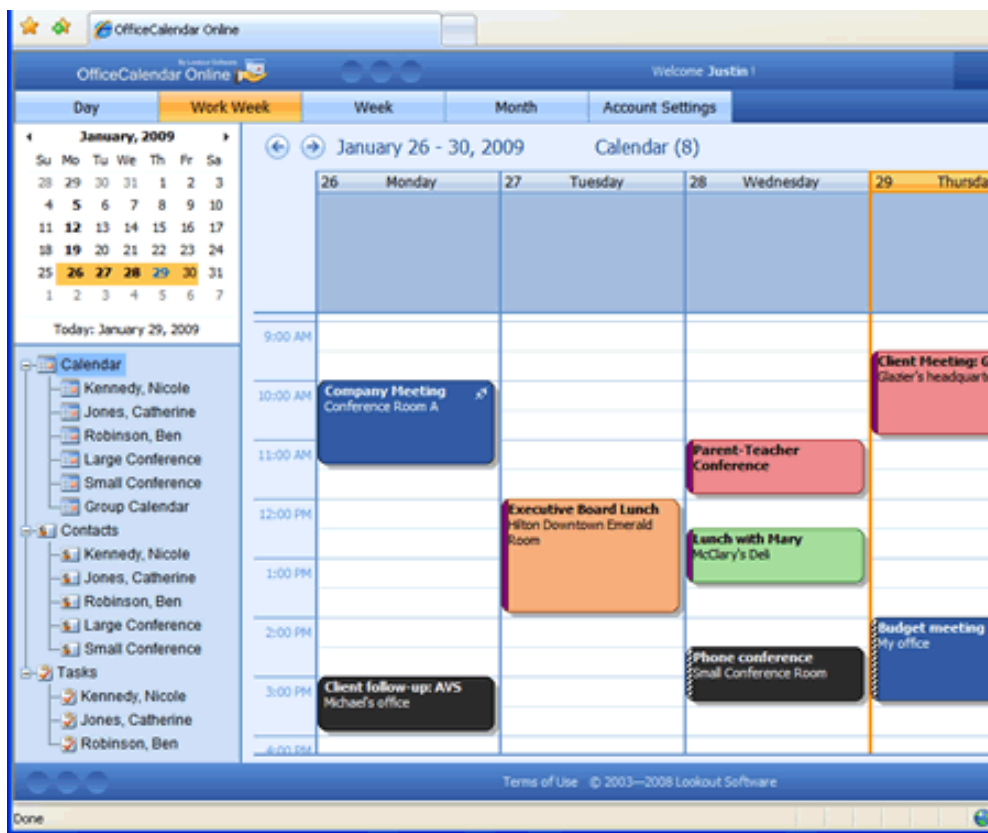 OfficeCalendar Online
By Lookout Software
OfficeCalendar Online
Welcome Justin !
Day Work Week Week Month Account Settings
January, 2009
Su Mo Tu We Th Fr Sa
28 29 30 31 1 2 3
4 5 6 7 8 9 10
11 12 13 14 15 16 17
18 19 20 21 22 23 24
25 26 27 28 29 30 31
1 2 3 4 5 6 7
Today: January 29, 2009
Calendar
Kennedy, Nicole
Jones, Catherine
Robinson, Ben
Large Conference
Small Conference
Group Calendar
Contacts
Kennedy, Nicole
Jones, Catherine
Robinson, Ben
Large Conference
Small Conference
Tasks
Kennedy, Nicole
Jones, Catherine
Robinson, Ben
January 26 - 30, 2009 Calendar (8)
26 Monday 27 Tuesday 28 Wednesday 29 Thursda
9:00 AM
10:00 AM
11:00 AM
12:00 PM
1:00 PM
2:00 PM
3:00 PM
4:00 PM
Company Meeting
Conference Room A
Client follow-up: AVS
Michael's office
Executive Board Lunch
Hilton Downtown Emerald
Room
Parent-Teacher
Conference
Lunch with Mary
McClary's Deli
Phone conference
Small Conference Room
Client Meeting: G
Glazier's headquart
Budget meeting
My office
Terms of Use © 2003—2008 Lookout Software
Done